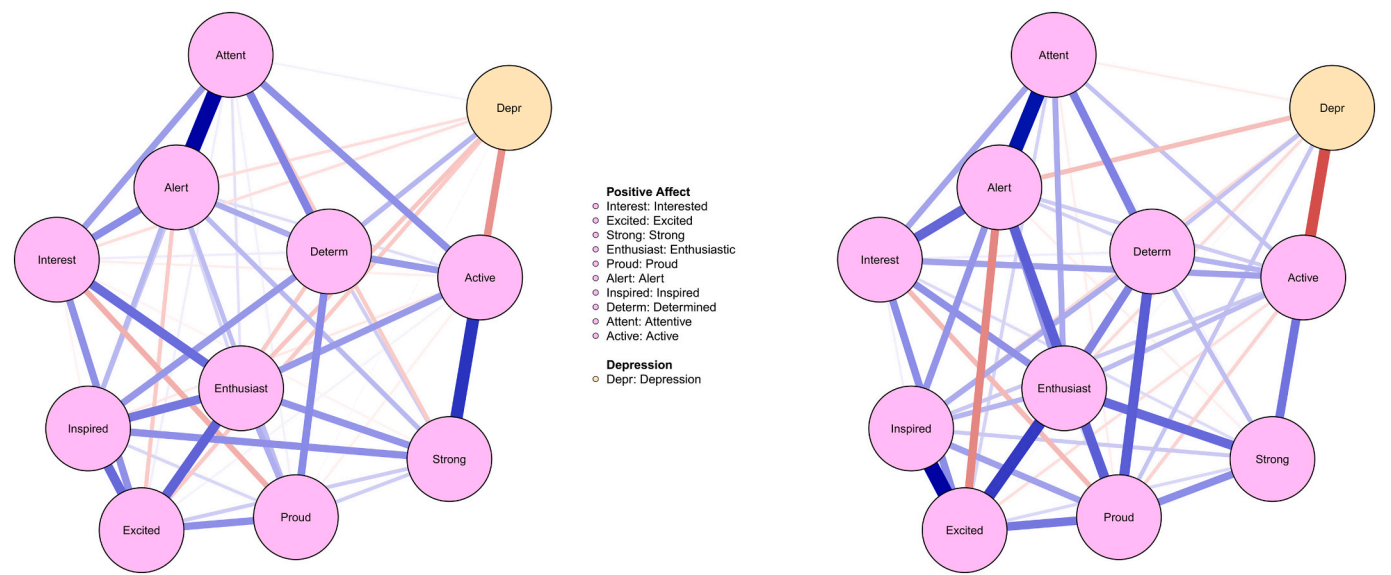 Attent
Depr
Alert
Determ
Interest
Active
Enthusiast
Inspired
Strong
Proud
Excited
Positive Affect
Interest: Interested
Excited: Excited
Strong: Strong
Enthusiast: Enthusiastic
Proud: Proud
Alert: Alert
Inspired: Inspired
Determ: Determined
Attent: Attentive
Active: Active
Depression
Depr: Depression
Attent
Depr
Alert
Determ
Interest
Active
Enthusiast
Inspired
Strong
Proud
Excited